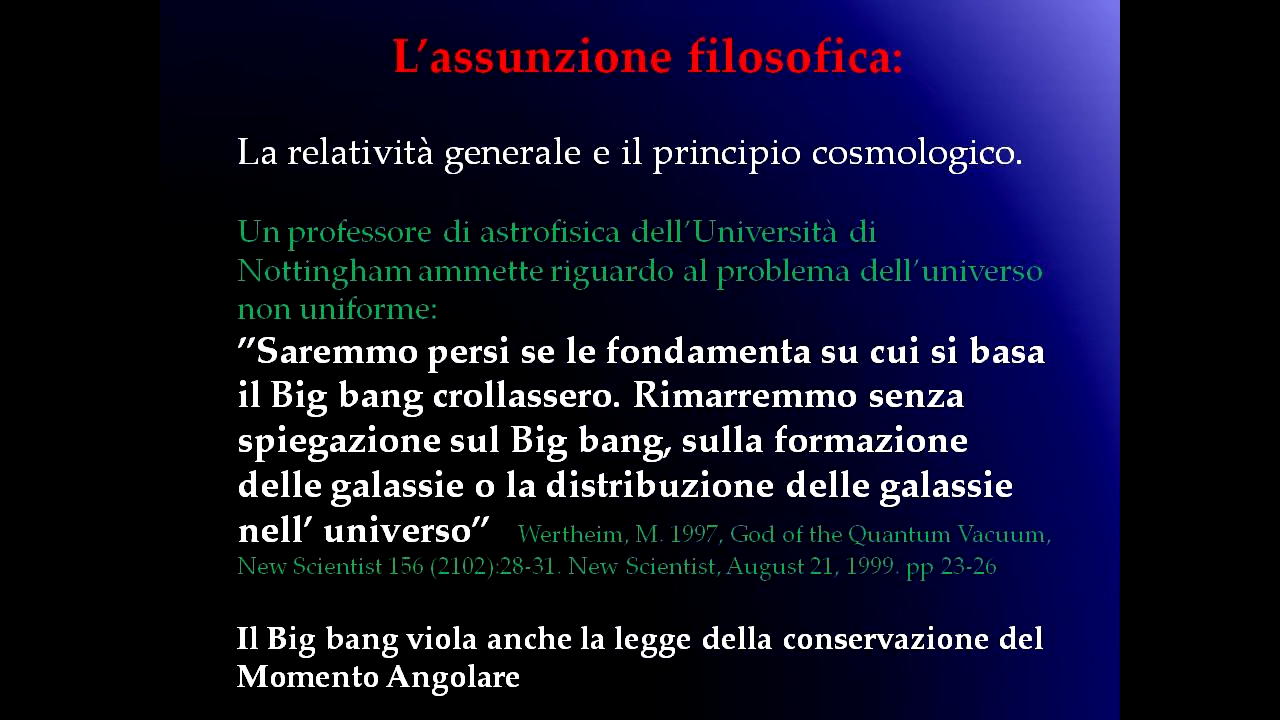 L’assunzione filosofica:
La relatività generale e il principio cosmologico.
Un professore di astrofisica dell’Università di
Nottingham ammette riguardo al problema dell’universo
non uniforme:
”Saremmo persi se le fondamenta su cui si basa
il Big bang crollassero. Rimarremmo senza
spiegazione sul Big bang, sulla formazione
delle galassie o la distribuzione delle galassie
nell’ universo” Wertheim, M. 1997, God of the Quantum Vacuum,
New Scientist 156 (2102):28-31. New Scientist, August 21, 1999. pp 23-26
Il Big bang viola anche la legge della conservazione del
Momento Angolare